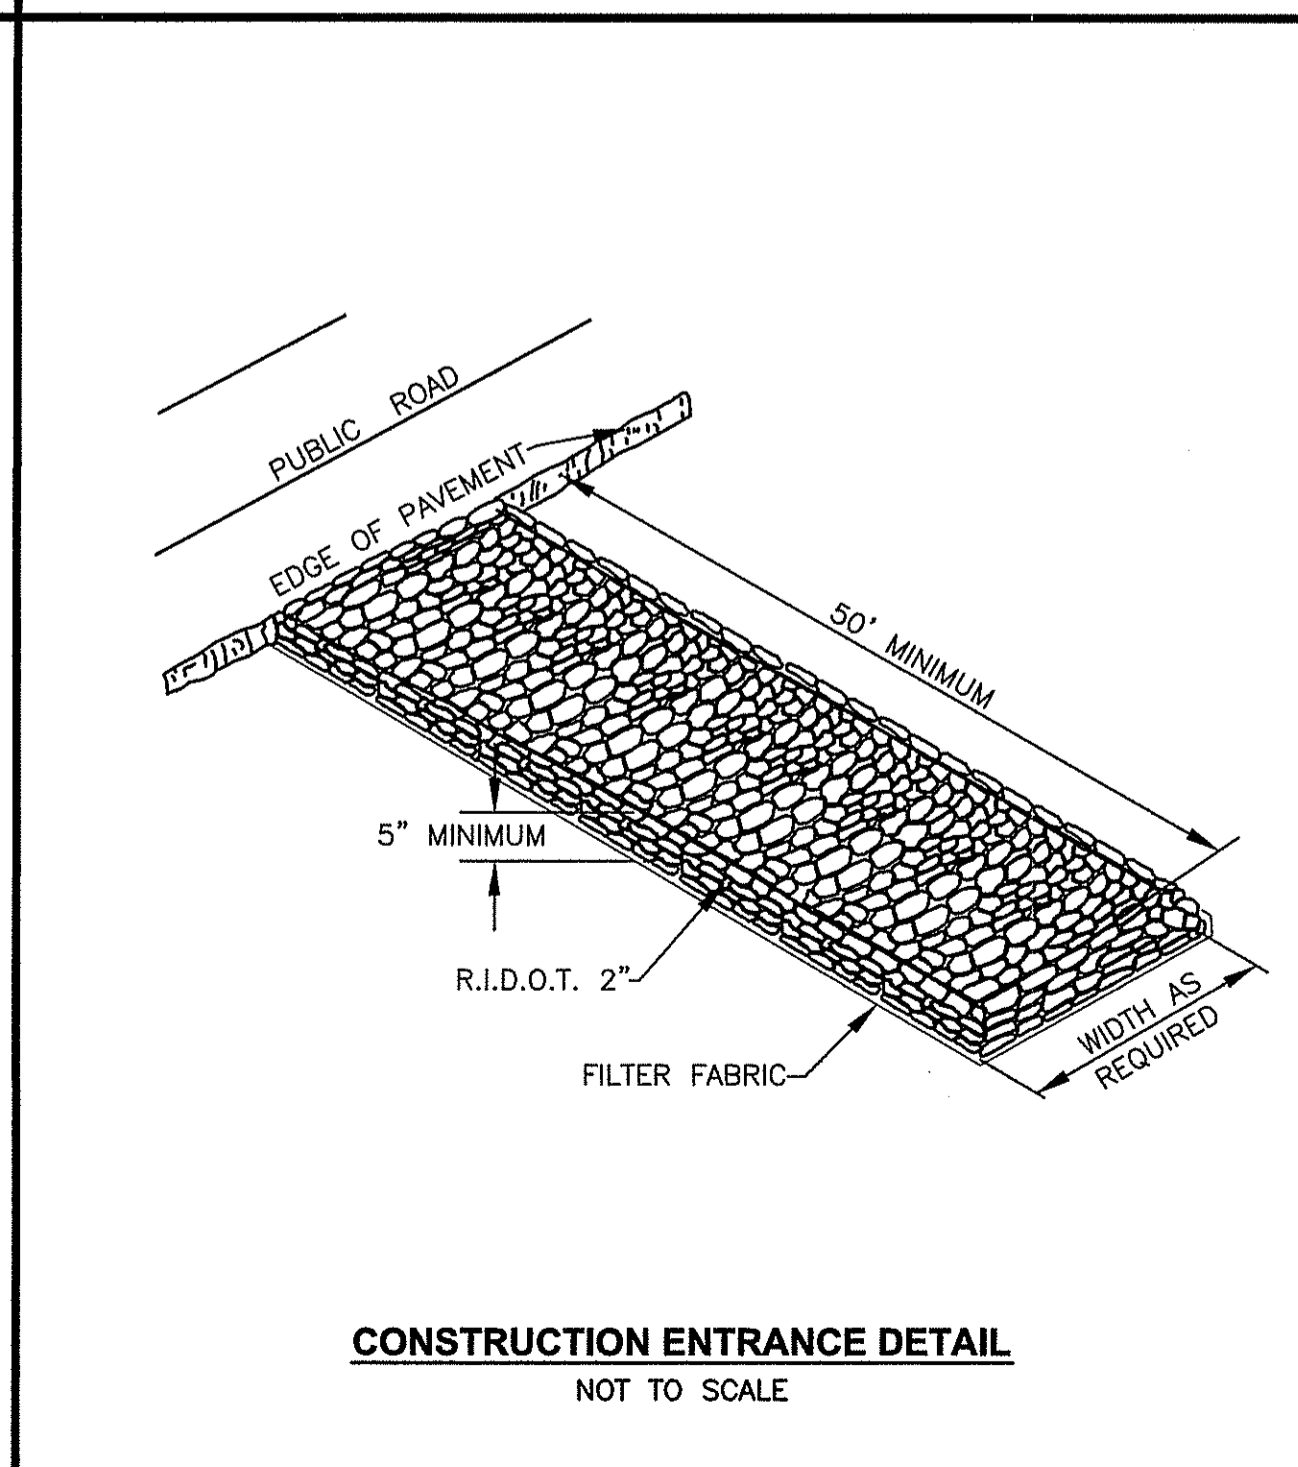 PUBLIC ROAD
EDGE OF PAVEMENT
50' MINIMUM
5" MINIMUM
R.I.D.O.T. 2"
FILTER FABRIC
WIDTH AS
REQUIRED
CONSTRUCTION ENTRANCE DETAIL
NOT TO SCALE